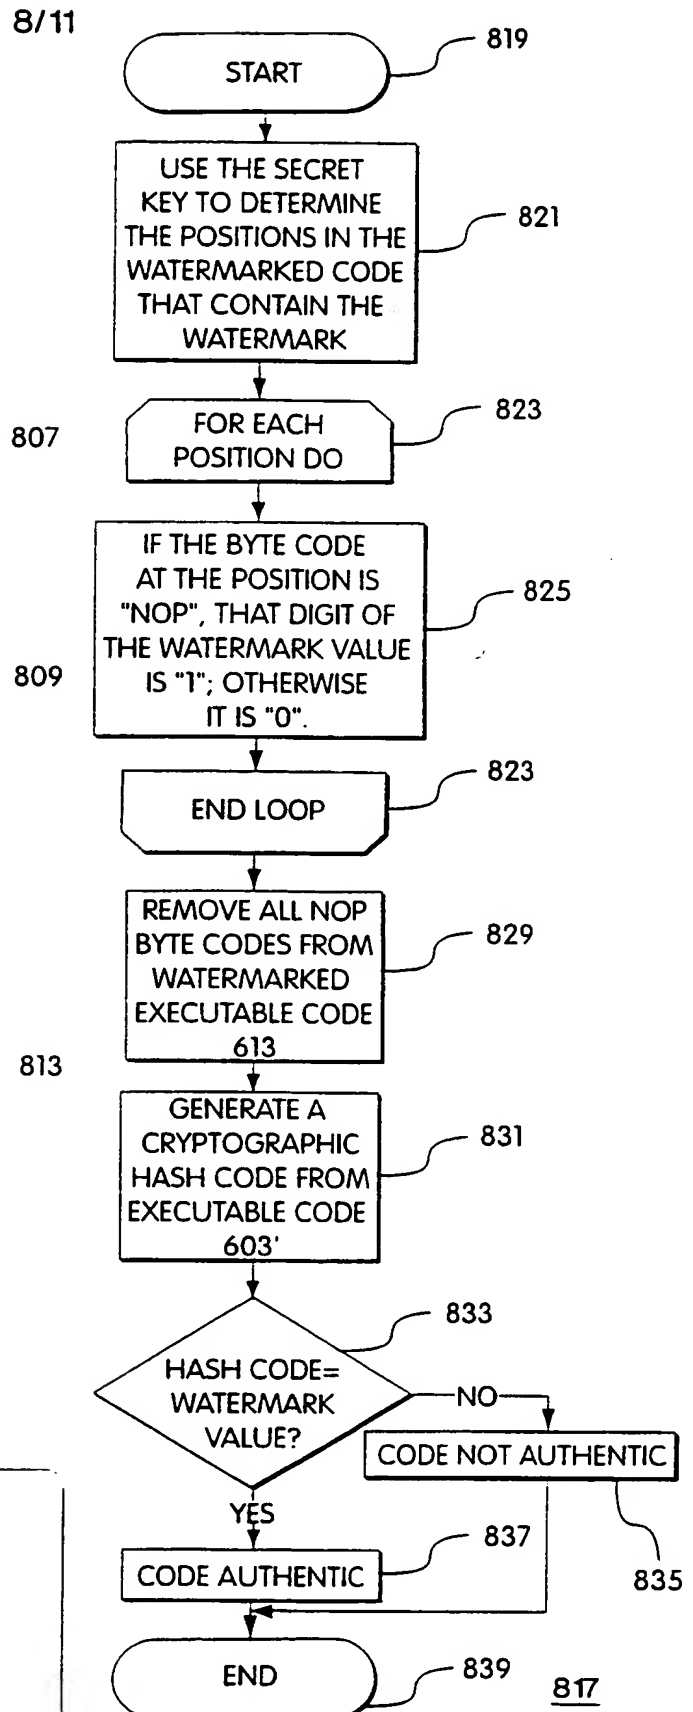 8/11
START
819
USE THE SECRET
KEY TO DETERMINE
THE POSITIONS IN THE
WATERMARKED CODE
THAT CONTAIN THE
WATERMARK
821
807
FOR EACH
POSITION DO
823
IF THE BYTE CODE
AT THE POSITION IS
"NOP", THAT DIGIT OF
THE WATERMARK VALUE
IS "1"; OTHERWISE
IT IS "0".
825
809
END LOOP
823
REMOVE ALL NOP
BYTE CODES FROM
WATERMARKED
EXECUTABLE CODE
613
829
813
GENERATE A
CRYPTOGRAPHIC
HASH CODE FROM
EXECUTABLE CODE
603'
831
HASH CODE=
WATERMARK
VALUE?
833
NO
CODE NOT AUTHENTIC
835
YES
CODE AUTHENTIC
837
END
839
817